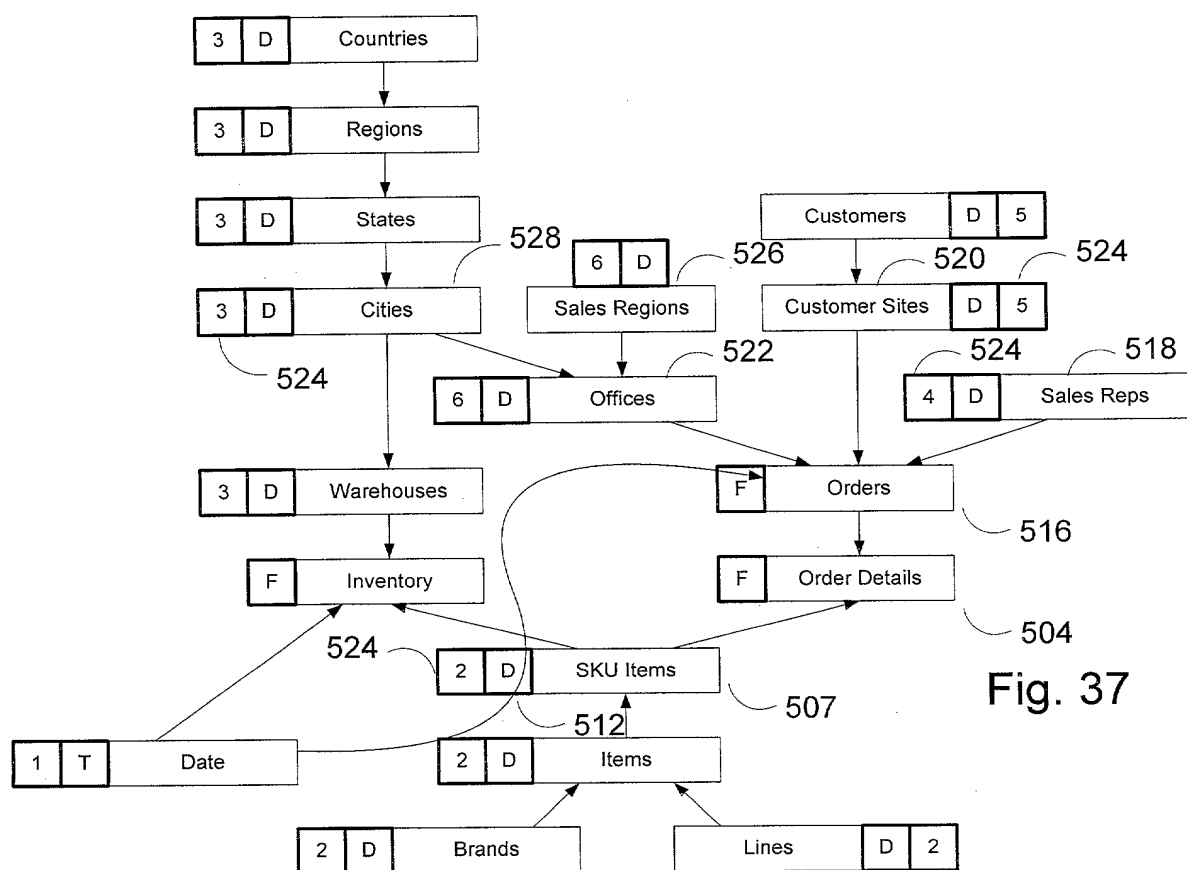 3 D Countries
3 D Regions
3 D States
Customers D 5
528
6 D
526
520
524
3 D Cities
Sales Regions
Customer Sites D 5
524
522
524
518
6 D Offices
4 D Sales Reps
3 D Warehouses
F Orders
516
F Inventory
F Order Details
504
524
2 D SKU Items
507
Fig. 37
512
1 T Date
2 D Items
2 D Brands
Lines D 2